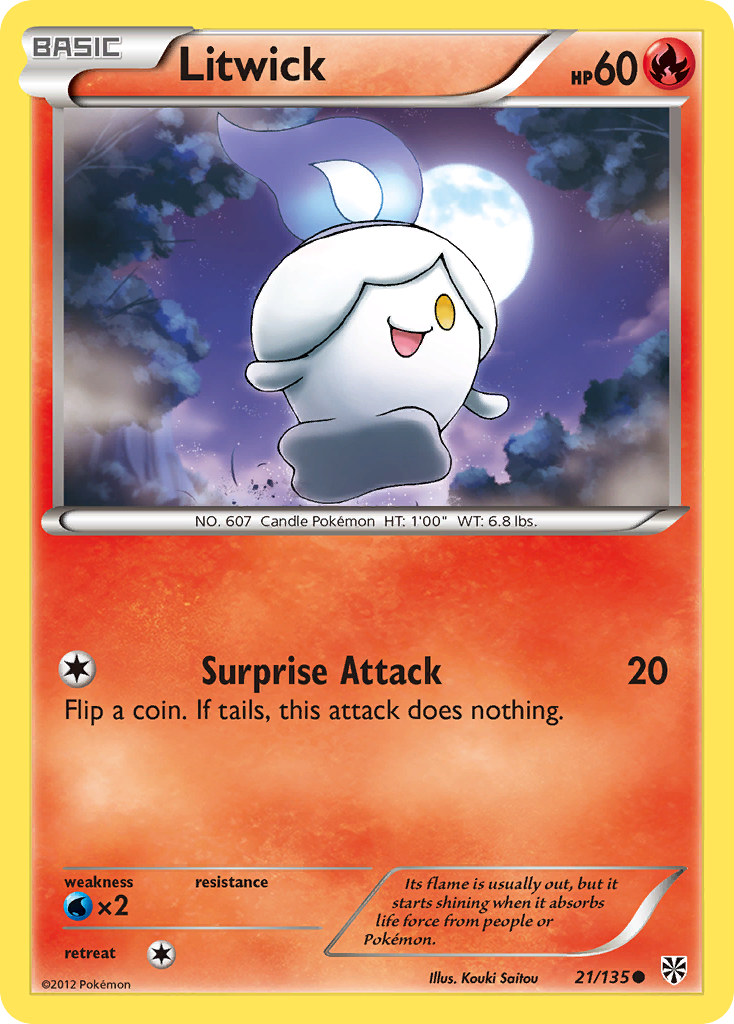 BASIC
Litwick
HP60
NO. 607 Candle Pokémon HT: 1'00" WT: 6.8 lbs.
Surprise Attack 20
Flip a coin. If tails, this attack does nothing.
weakness resistance
×2
retreat
Its flame is usually out, but it
starts shining when it absorbs
life force from people or
Pokémon.
©2012 Pokémon
Illus. Kouki Saitou
21/135